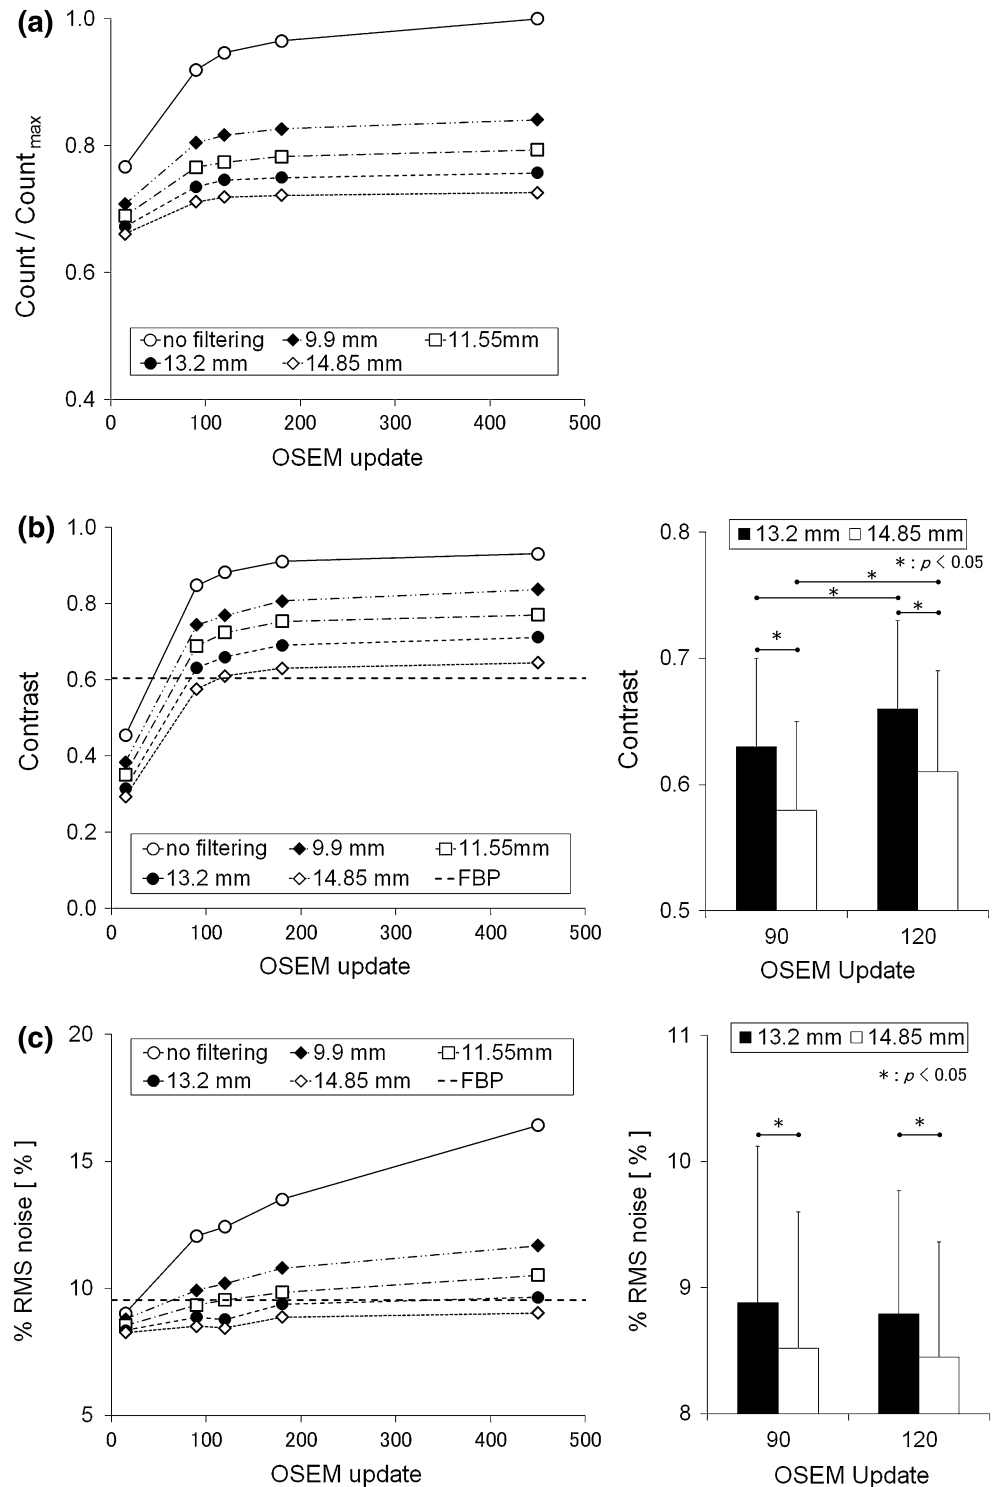 (a)
1.0
0.8
0.6
0.4
Count / Countmax
no filtering 9.9 mm 11.55mm
13.2 mm 14.85 mm
0 100 200 300 400 500
OSEM update
(b)
1.0
0.8
0.6
0.4
0.2
0.0
Contrast
no filtering 9.9 mm 11.55mm
13.2 mm 14.85 mm FBP
0 100 200 300 400 500
OSEM update
0.8
0.7
0.6
0.5
Contrast
13.2 mm 14.85 mm
* : p < 0.05
*
*
*
*
90 120
OSEM Update
(c)
20
15
10
5
% RMS noise [ % ]
no filtering 9.9 mm 11.55mm
13.2 mm 14.85 mm FBP
0 100 200 300 400 500
OSEM update
11
10
9
8
% RMS noise [ % ]
13.2 mm 14.85 mm
* : p < 0.05
* *
90 120
OSEM Update